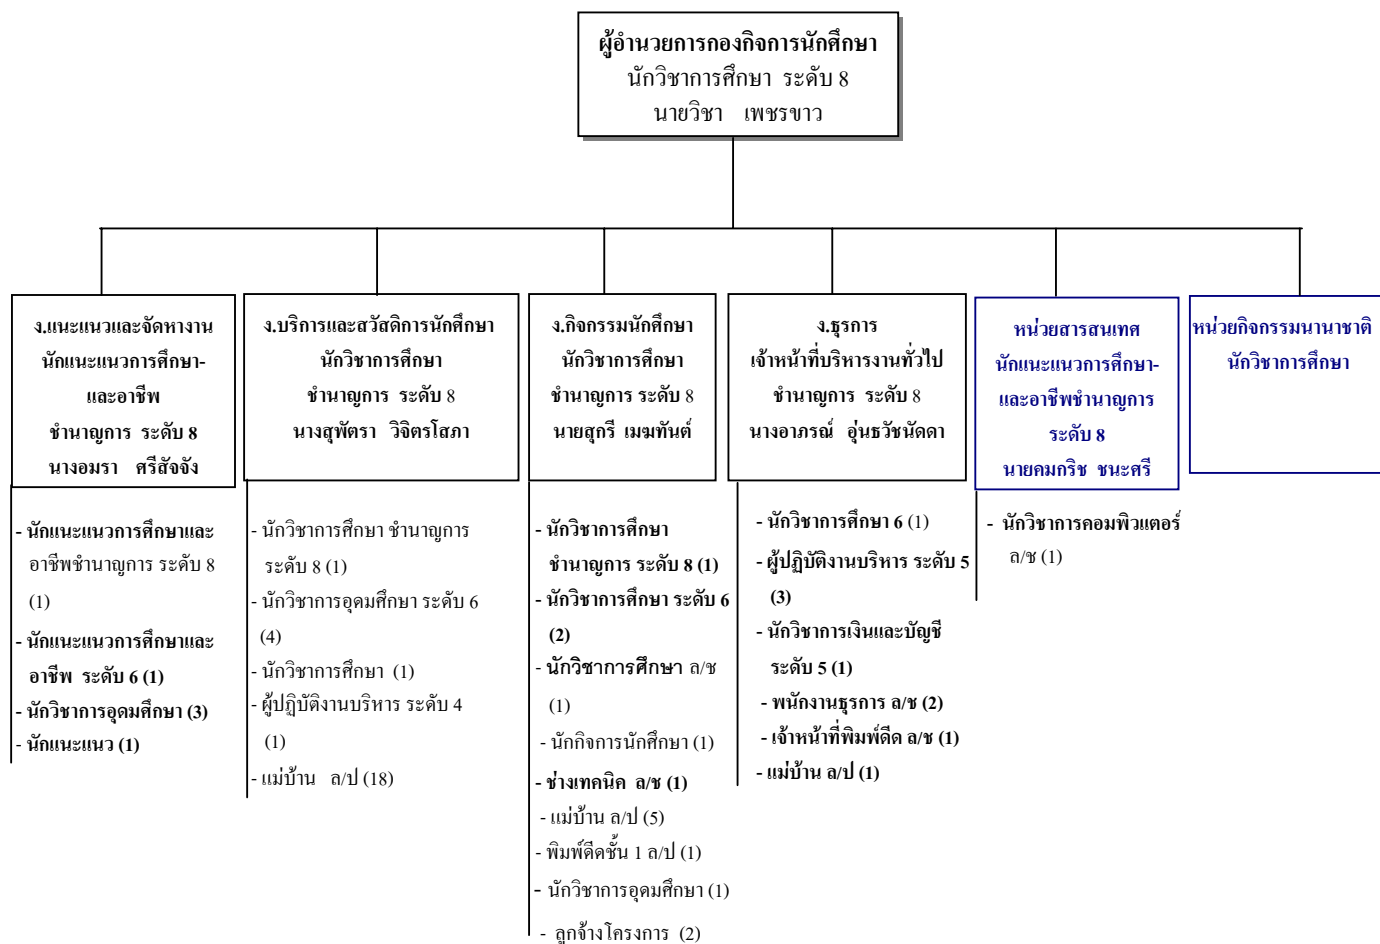 ผู้อำนวยการกองกิจการนักศึกษา
นักวิชาการศึกษา ระดับ 8
นายวิชา เพชรขาว
ง.แนะแนวและจัดหางาน
นักแนะแนวการศึกษา-
และอาชีพ
ชำนาญการ ระดับ 8
นางอมรา ศรีสัจจัง
- นักแนะแนวการศึกษาและ
อาชีพชำนาญการ ระดับ 8
(1)
- นักแนะแนวการศึกษาและ
อาชีพ ระดับ 6 (1)
- นักวิชาการอุดมศึกษา (3)
- นักแนะแนว (1)
ง.บริการและสวัสดิการนักศึกษา
นักวิชาการศึกษา
ชำนาญการ ระดับ 8
นางสุพัตรา วิจิตรโสภา
- นักวิชาการศึกษา ชำนาญการ
ระดับ 8 (1)
- นักวิชาการอุดมศึกษา ระดับ 6
(4)
- นักวิชาการศึกษา (1)
- ผู้ปฏิบัติงานบริหาร ระดับ 4
(1)
- แม่บ้าน ล/ป (18)
ง.กิจกรรมนักศึกษา
นักวิชาการศึกษา
ชำนาญการ ระดับ 8
นายสุกรี เมฆทันต์
- นักวิชาการศึกษา
ชำนาญการ ระดับ 8 (1)
- นักวิชาการศึกษา ระดับ 6
(2)
- นักวิชาการศึกษา ล/ช
(1)
- นักกิจการนักศึกษา (1)
- ช่างเทคนิค ล/ช (1)
- แม่บ้าน ล/ป (5)
- พิมพ์ดีดชั้น 1 ล/ป (1)
- นักวิชาการอุดมศึกษา (1)
- ลูกจ้างโครงการ (2)
ง.ธุรการ
เจ้าหน้าที่บริหารงานทั่วไป
ชำนาญการ ระดับ 8
นางอาภรณ์ อุ่นธวัชนัดดา
- นักวิชาการศึกษา 6 (1)
- ผู้ปฏิบัติงานบริหาร ระดับ 5
(3)
- นักวิชาการเงินและบัญชี
ระดับ 5 (1)
- พนักงานธุรการ ล/ช (2)
- เจ้าหน้าที่พิมพ์ดีด ล/ช (1)
- แม่บ้าน ล/ป (1)
หน่วยสารสนเทศ
นักแนะแนวการศึกษา-
และอาชีพชำนาญการ
ระดับ 8
นายคมกริช ชนะศรี
- นักวิชาการคอมพิวแตอร์
ล/ช (1)
หน่วยกิจกรรมนานาชาติ
นักวิชาการศึกษา